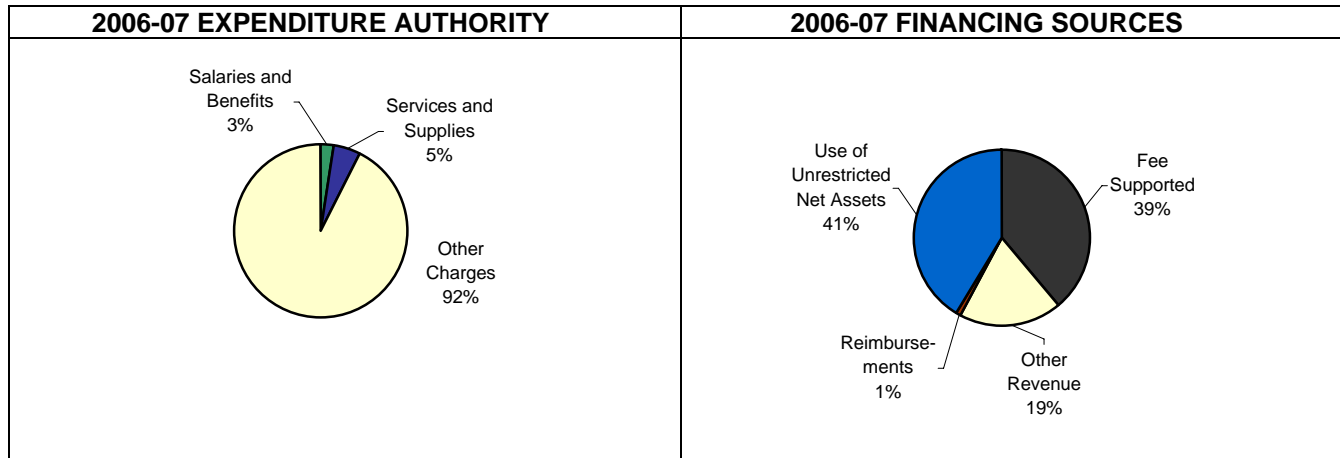 2006-07 EXPENDITURE AUTHORITY
Salaries and
Benefits
3%
Services and
Supplies
5%
Other
Charges
92%
2006-07 FINANCING SOURCES
Use of
Unrestricted
Net Assets
41%
Fee
Supported
39%
Reimburse-
ments
1%
Other
Revenue
19%